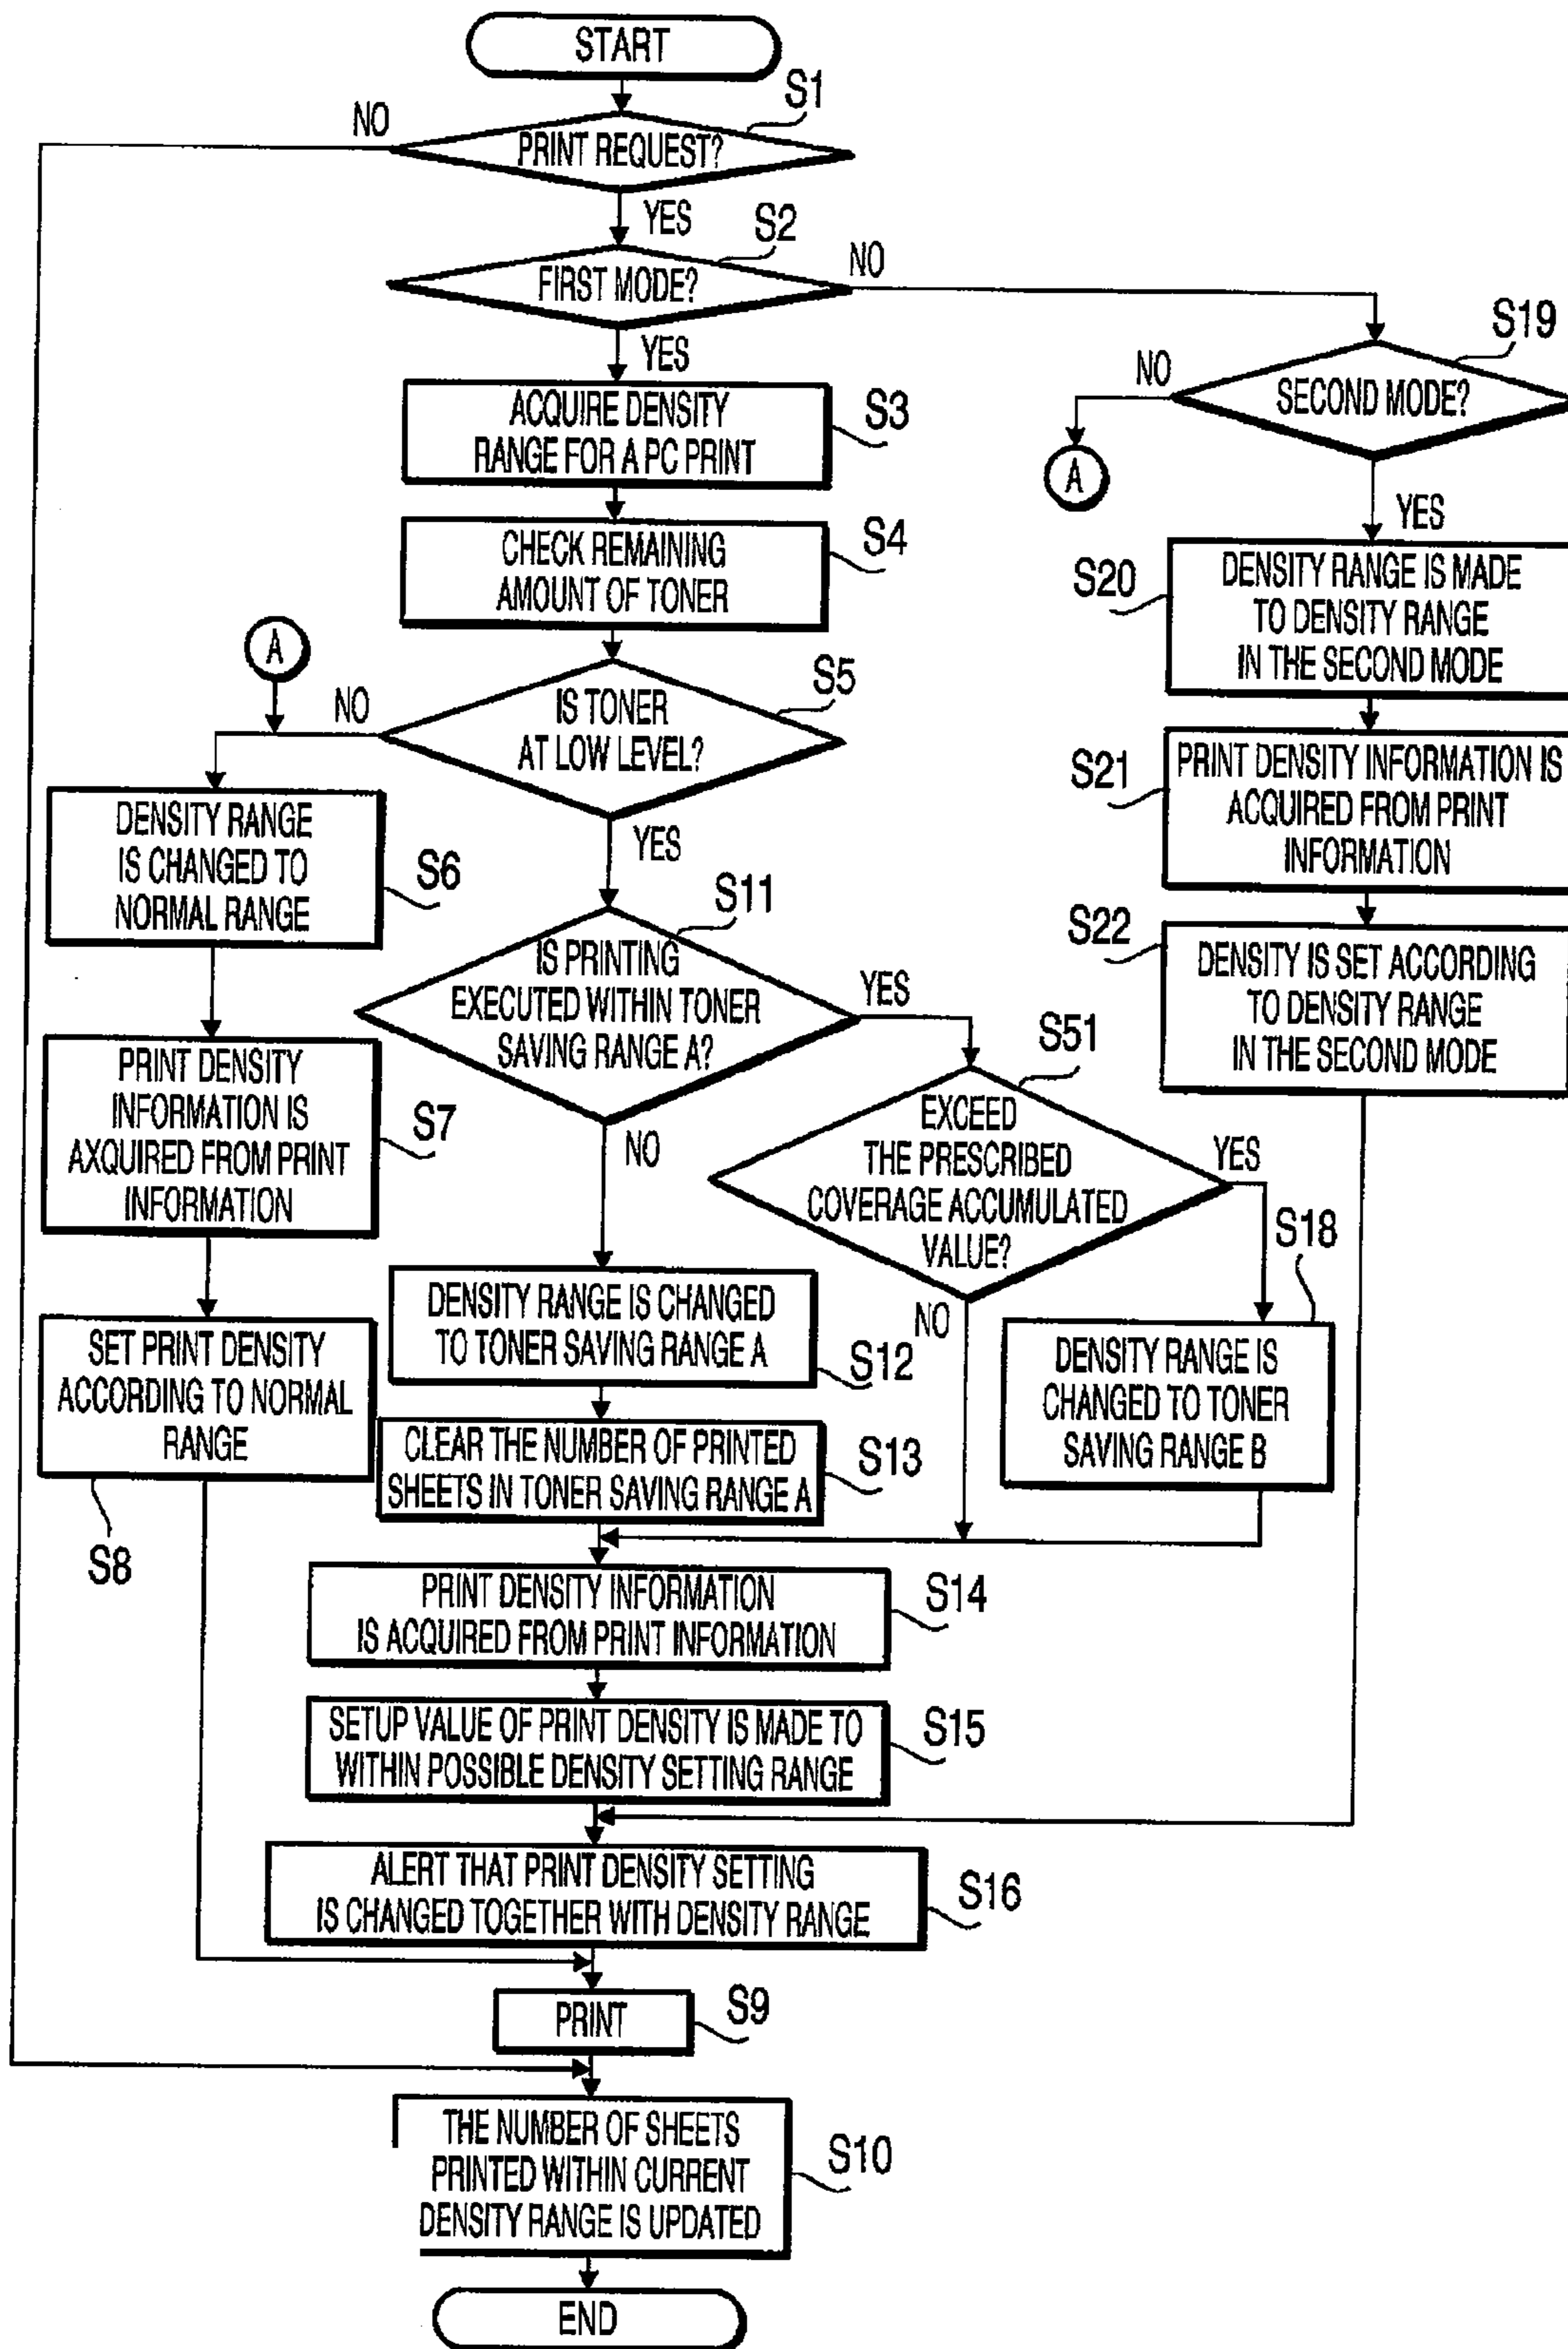 START
S1
NO
PRINT REQUEST?
YES
S2
NO
FIRST MODE?
YES
S19
NO
SECOND MODE?
A
YES
ACQUIRE DENSITY
RANGE FOR A PC PRINT
S3
CHECK REMAINING
AMOUNT OF TONER
S4
S20
DENSITY RANGE IS MADE
TO DENSITY RANGE
IN THE SECOND MODE
A
NO
S5
IS TONER
AT LOW LEVEL?
YES
S21
PRINT DENSITY INFORMATION IS
ACQUIRED FROM PRINT
INFORMATION
DENSITY RANGE
IS CHANGED TO
NORMAL RANGE
S6
S11
IS PRINTING
EXECUTED WITHIN TONER
SAVING RANGE A?
YES
NO
S22
DENSITY IS SET ACCORDING
TO DENSITY RANGE
IN THE SECOND MODE
PRINT DENSITY
INFORMATION IS
AXQUIRED FROM PRINT
INFORMATION
S7
S51
EXCEED
THE PRESCRIBED
COVERAGE ACCUMULATED
VALUE?
YES
NO
S18
DENSITY RANGE IS CHANGED
TO TONER SAVING RANGE A
S12
DENSITY RANGE IS
CHANGED TO TONER
SAVING RANGE B
SET PRINT DENSITY
ACCORDING TO NORMAL
RANGE
S8
CLEAR THE NUMBER OF PRINTED
SHEETS IN TONER SAVING RANGE A
S13
PRINT DENSITY INFORMATION
IS ACQUIRED FROM PRINT INFORMATION
S14
SETUP VALUE OF PRINT DENSITY IS MADE TO
WITHIN POSSIBLE DENSITY SETTING RANGE
S15
ALERT THAT PRINT DENSITY SETTING
IS CHANGED TOGETHER WITH DENSITY RANGE
S16
PRINT
S9
THE NUMBER OF SHEETS
PRINTED WITHIN CURRENT
DENSITY RANGE IS UPDATED
S10
END